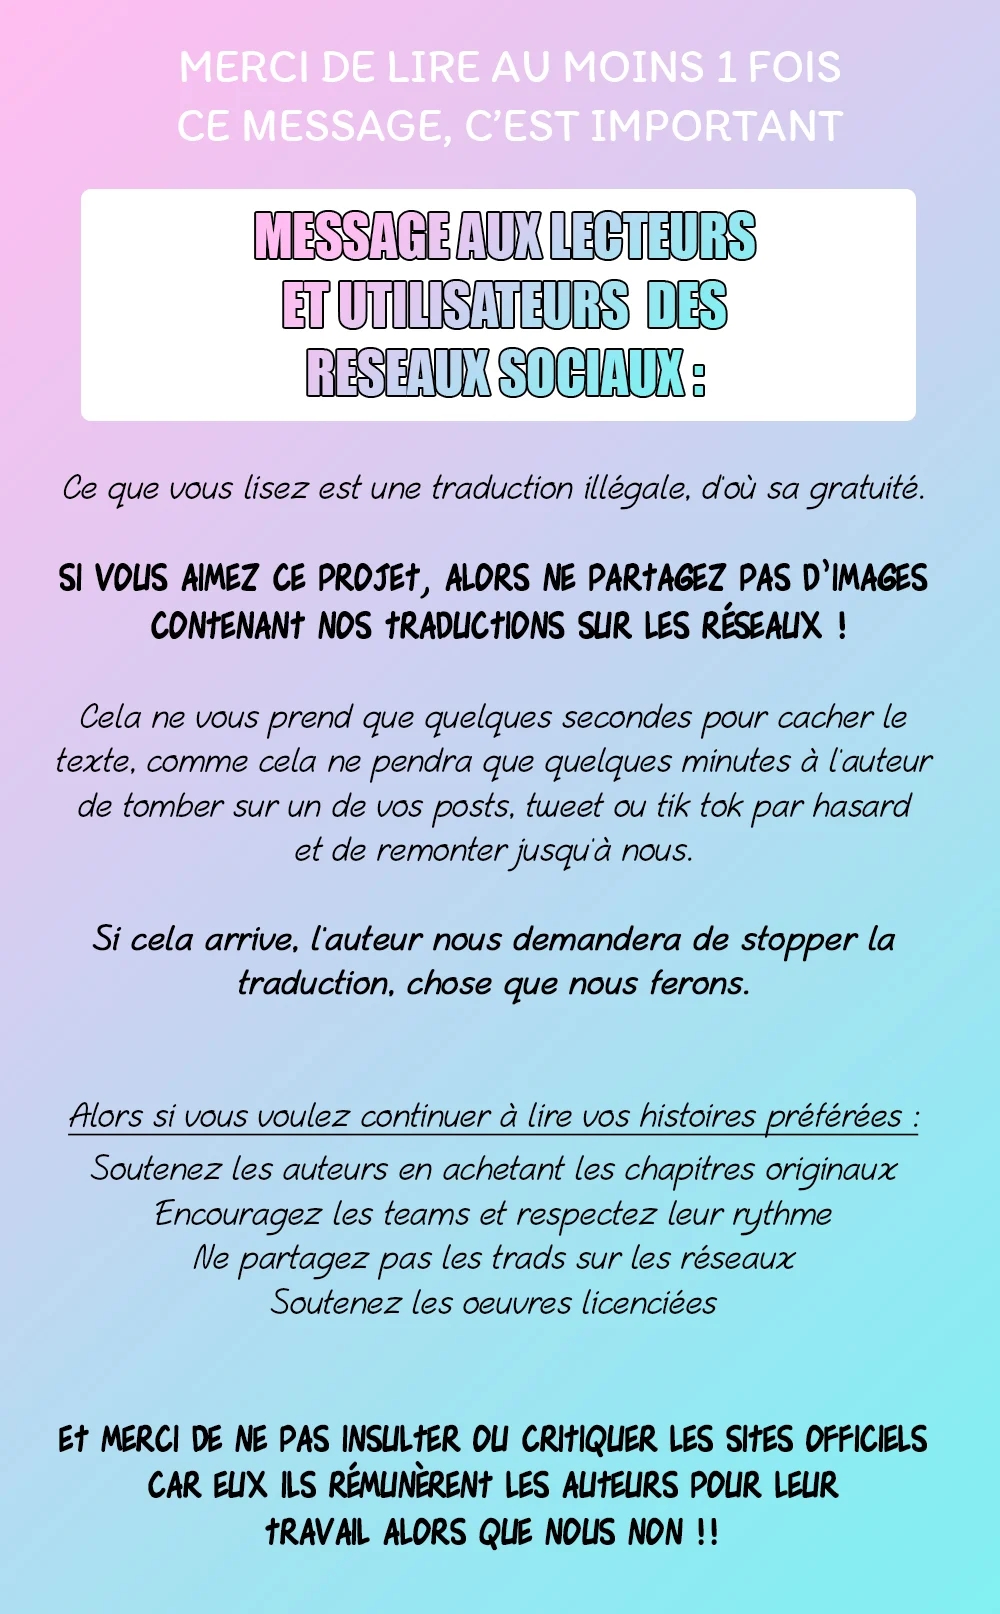 MERCI DE LIRE AU MOINS 1 FOIS
CE MESSAGE, C'EST IMPORTANT
MESSAGE AUX LECTEURS
ET UTILISATEURS DES
RESEAUX SOCIAUX :
Ce que vous lisez est une traduction illégale, d'où sa gratuité.
SI VOUS AIMEZ CE PROJET, ALORS NE PARTAGEZ PAS D'IMAGES
CONTENANT NOS TRADUCTIONS SUR LES RÉSEAUX !
Cela ne vous prend que quelques secondes pour cacher le
texte, comme cela ne pendra que quelques minutes à l'auteur
de tomber sur un de vos posts, tweet ou tik tok par hasard
et de remonter jusqu'à nous.
Si cela arrive, l'auteur nous demandera de stopper la
traduction, chose que nous ferons.
Alors si vous voulez continuer à lire vos histoires préférées :
Soutenez les auteurs en achetant les chapitres originaux
Encouragez les teams et respectez leur rythme
Ne partagez pas les trads sur les réseaux
Soutenez les oeuvres licenciées
ET MERCI DE NE PAS INSULTER OU CRITIQUER LES SITES OFFICIELS
CAR EUX ILS RÉMUNÈRENT LES AUTEURS POUR LEUR
TRAVAIL ALORS QUE NOUS NON !!